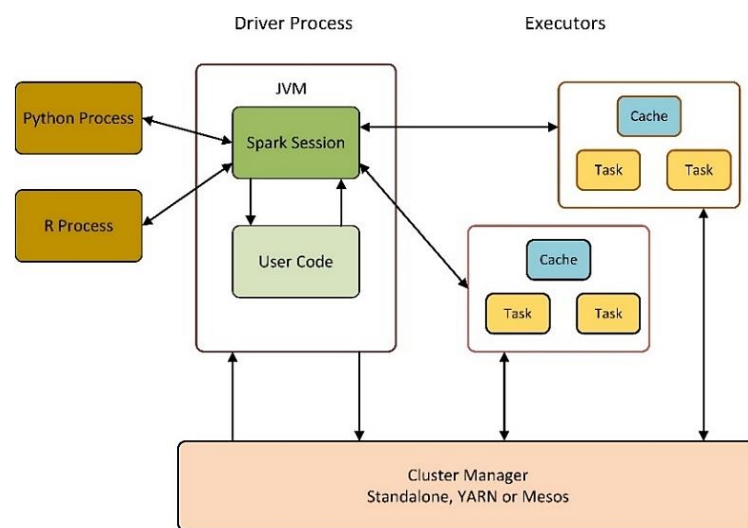 Driver Process
Executors
JVM
Python Process
Spark Session
R Process
User Code
Cache
Task
Task
Cache
Task
Task
Cluster Manager
Standalone, YARN or Mesos